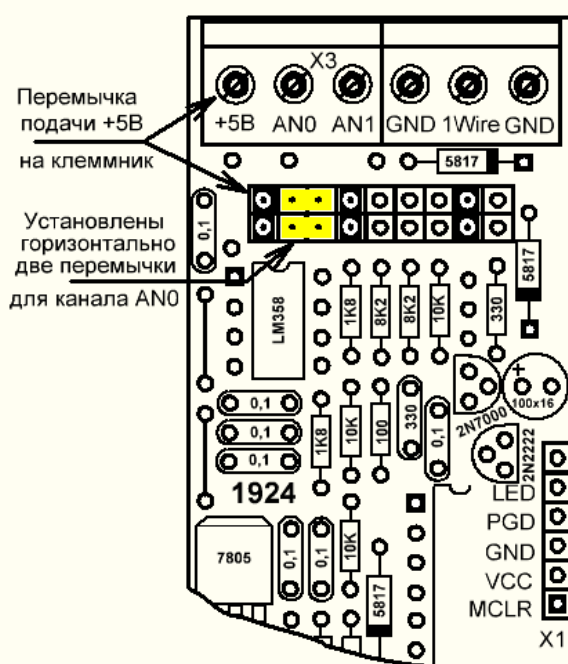 X3
+5В AN0 AN1 GND 1Wire GND
Перемычка
подачи +5В
на клеммник
5817
0,1
Установлены
горизонтально
две перемычки
для канала AN0
5817
LM358
1K8
8K2
8K2
10K
330
+
100x16
2N7000
0,1
0,1
0,1
1K8
10K
100
330
0,1
2N2222
1924
LED
PGD
GND
VCC
MCLR
X1
7805
0,1
0,1
10K
5817